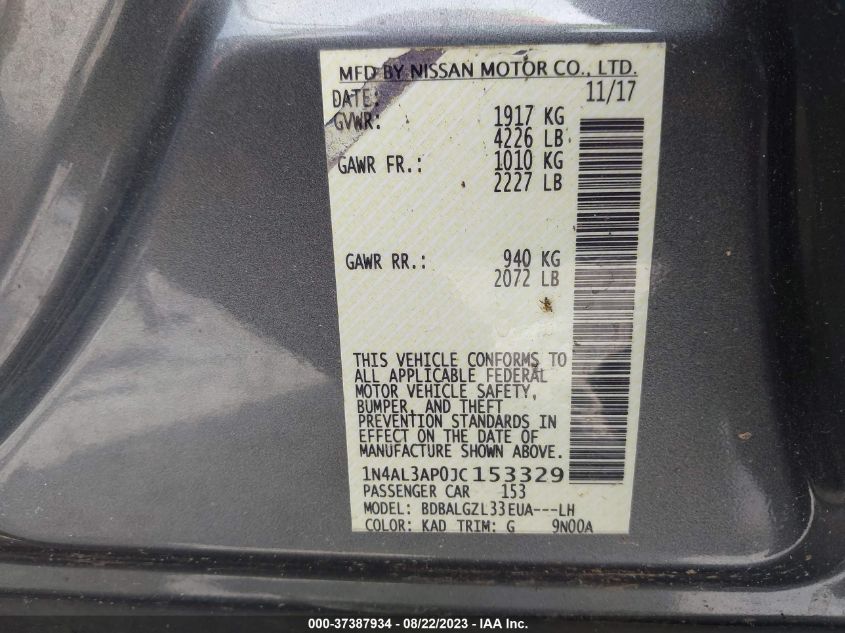 MFD BY NISSAN MOTOR CO., LTD.
DATE: 11/17
GVWR: 1917 KG
4226 LB
GAWR FR.: 1010 KG
2227 LB
GAWR RR.: 940 KG
2072 LB
THIS VEHICLE CONFORMS TO
ALL APPLICABLE FEDERAL
MOTOR VEHICLE SAFETY,
BUMPER, AND THEFT
PREVENTION STANDARDS IN
EFFECT ON THE DATE OF
MANUFACTURE SHOWN ABOVE.
1N4AL3AP0JC153329
PASSENGER CAR 153
MODEL: BDBALGZL33EUA---LH
COLOR: KAD TRIM: G 9N00A
000-37387934 - 08/22/2023 - IAA Inc.